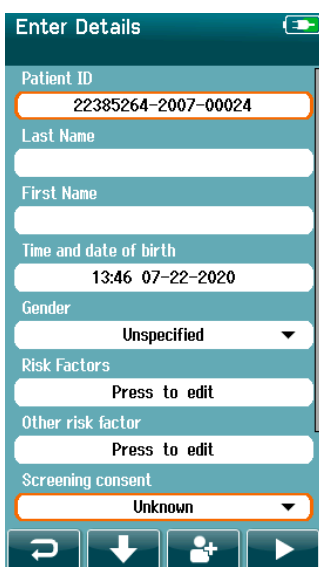 Enter Details
Patient ID
22385264-2007-00024
Last Name
First Name
Time and date of birth
13:46 07-22-2020
Gender
Unspecified
Risk Factors
Press to edit
Other risk factor
Press to edit
Screening consent
Unknown